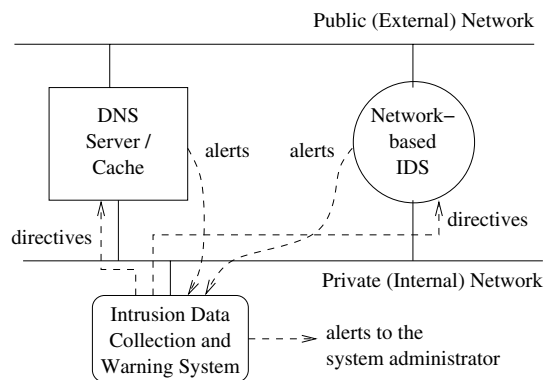 Public (External) Network
DNS
Server /
Cache
alerts
alerts
Network–
based
IDS
directives
directives
Private (Internal) Network
Intrusion Data
Collection and
Warning System
alerts to the
system administrator